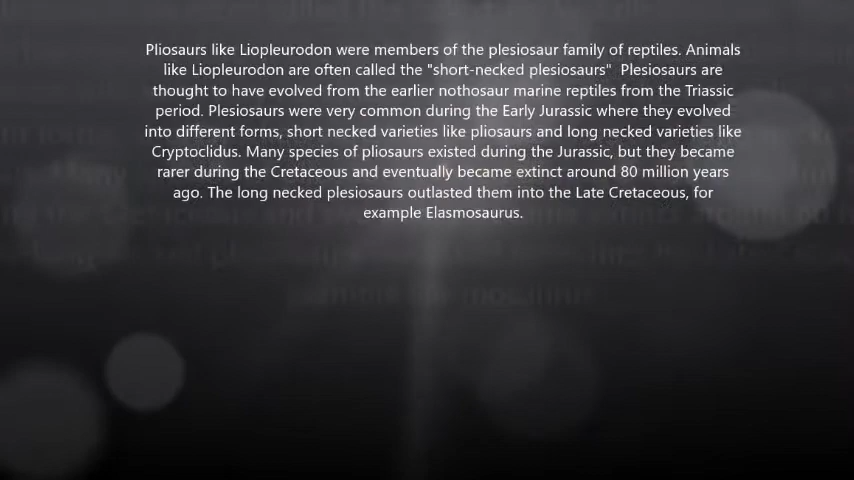 Pliosaurs like Liopleurodon were members of the plesiosaur family of reptiles. Animals
like Liopleurodon are often called the "short-necked plesiosaurs"  Plesiosaurs are
thought to have evolved from the earlier nothosaur marine reptiles from the Triassic
period. Plesiosaurs were very common during the Early Jurassic where they evolved
into different forms, short necked varieties like pliosaurs and long necked varieties like
Cryptoclidus. Many species of pliosaurs existed during the Jurassic, but they became
rarer during the Cretaceous and eventually became extinct around 80 million years
ago. The long necked plesiosaurs outlasted them into the Late Cretaceous, for
example Elasmosaurus.